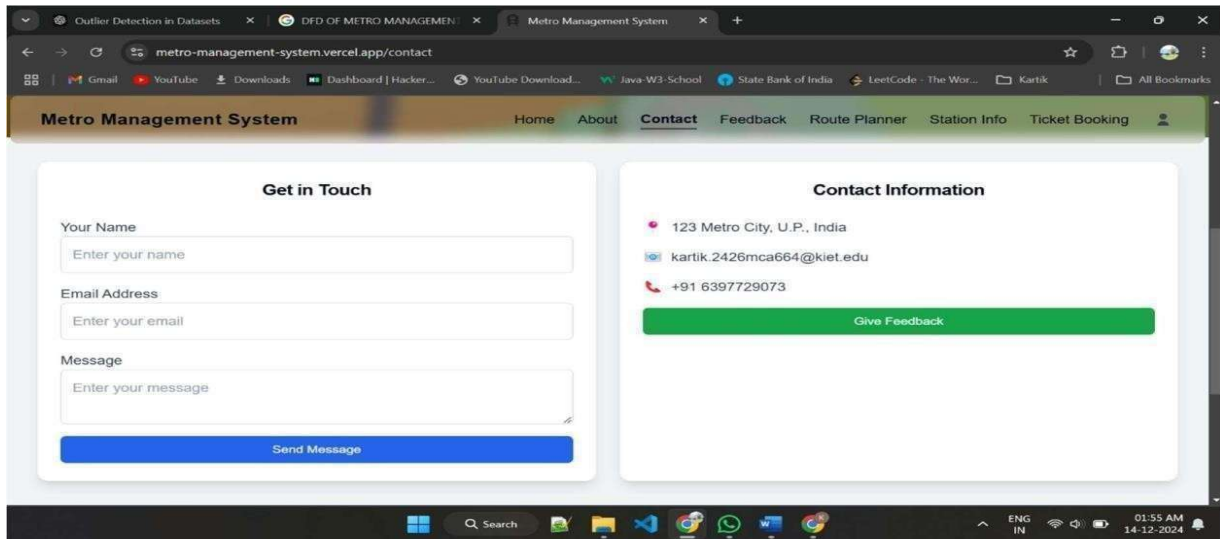 Outlier Detection in Datasets
DFD OF METRO MANAGEMEN
Metro Management System
metro-management-system.vercel.app/contact
Gmail
YouTube
Downloads
Dashboard | Hacker...
YouTube Download...
Java-W3-School
State Bank of India
LeetCode - The Wor...
Kartik
All Bookmarks
Metro Management System
Home
About
Contact
Feedback
Route Planner
Station Info
Ticket Booking
Get in Touch
Your Name
Enter your name
Email Address
Enter your email
Message
Enter your message
Send Message
Contact Information
123 Metro City, U.P., India
kartik.2426mca664@kiet.edu
+91 6397729073
Give Feedback
Search
ENG
IN
01:55 AM
14-12-2024